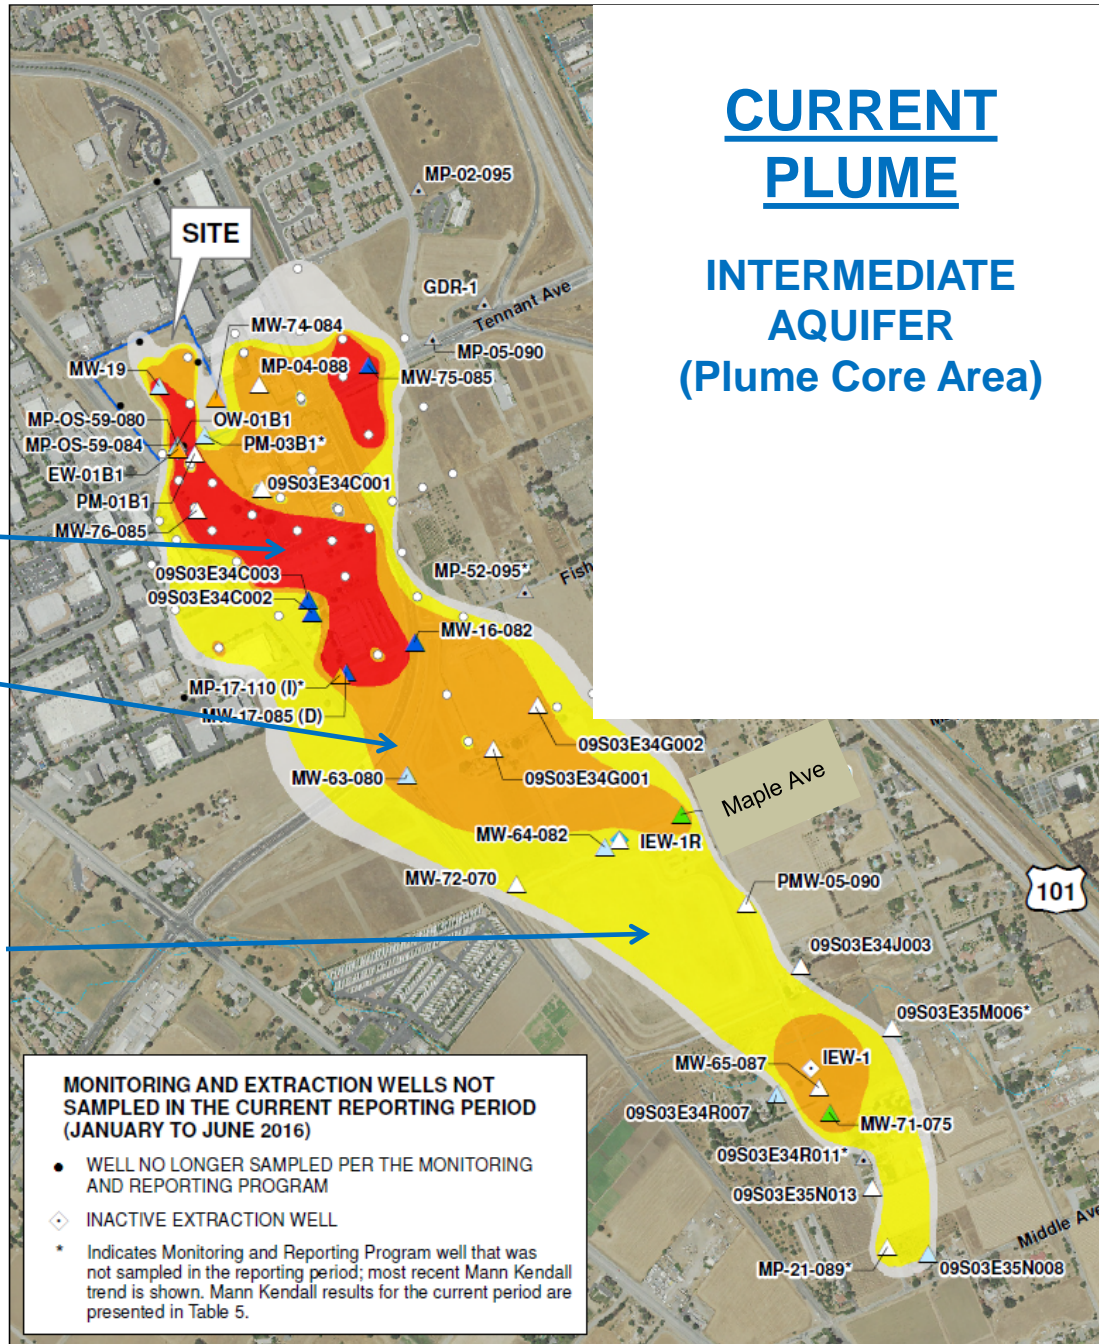 CURRENT
PLUME
INTERMEDIATE
AQUIFER
(Plume Core Area)
MP-02-095
SITE
GDR-1
Tennant Ave
MW-74-084
MP-05-090
MW-19
MP-04-088
MW-75-085
MP-OS-59-080
OW-01B1
MP-OS-59-084
PM-03B1*
EW-01B1
09S03E34C001
PM-01B1
MW-76-085
MP-52-095*
Fish
09S03E34C003
09S03E34C002
MW-16-082
MP-17-110 (I)*
MW-17-085 (D)
09S03E34G002
MW-63-080
09S03E34G001
Maple Ave
MW-64-082
IEW-1R
MW-72-070
PMW-05-090
101
09S03E34J003
09S03E35M006*
MW-65-087
IEW-1
09S03E34R007
MW-71-075
09S03E34R011*
09S03E35N013
Middle Ave
MP-21-089*
09S03E35N008
MONITORING AND EXTRACTION WELLS NOT
SAMPLED IN THE CURRENT REPORTING PERIOD
(JANUARY TO JUNE 2016)
WELL NO LONGER SAMPLED PER THE MONITORING
AND REPORTING PROGRAM
INACTIVE EXTRACTION WELL
* Indicates Monitoring and Reporting Program well that was
not sampled in the reporting period; most recent Mann Kendall
trend is shown. Mann Kendall results for the current period are
presented in Table 5.